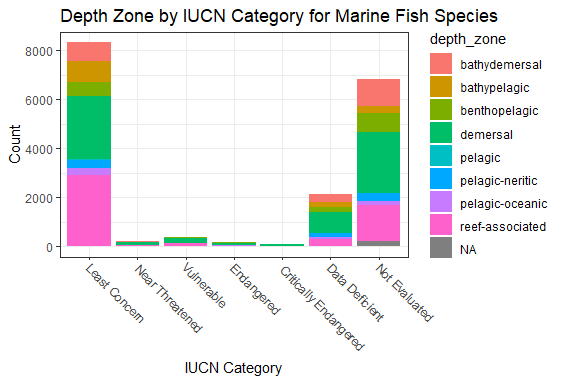 Depth Zone by IUCN Category for Marine Fish Species
depth_zone
bathydemersal
bathypelagic
benthopelagic
demersal
pelagic
pelagic-neritic
pelagic-oceanic
reef-associated
NA
Count
8000
6000
4000
2000
0
Least Concern
Near Threatened
Vulnerable
Endangered
Critically Endangered
Data Deficient
Not Evaluated
IUCN Category